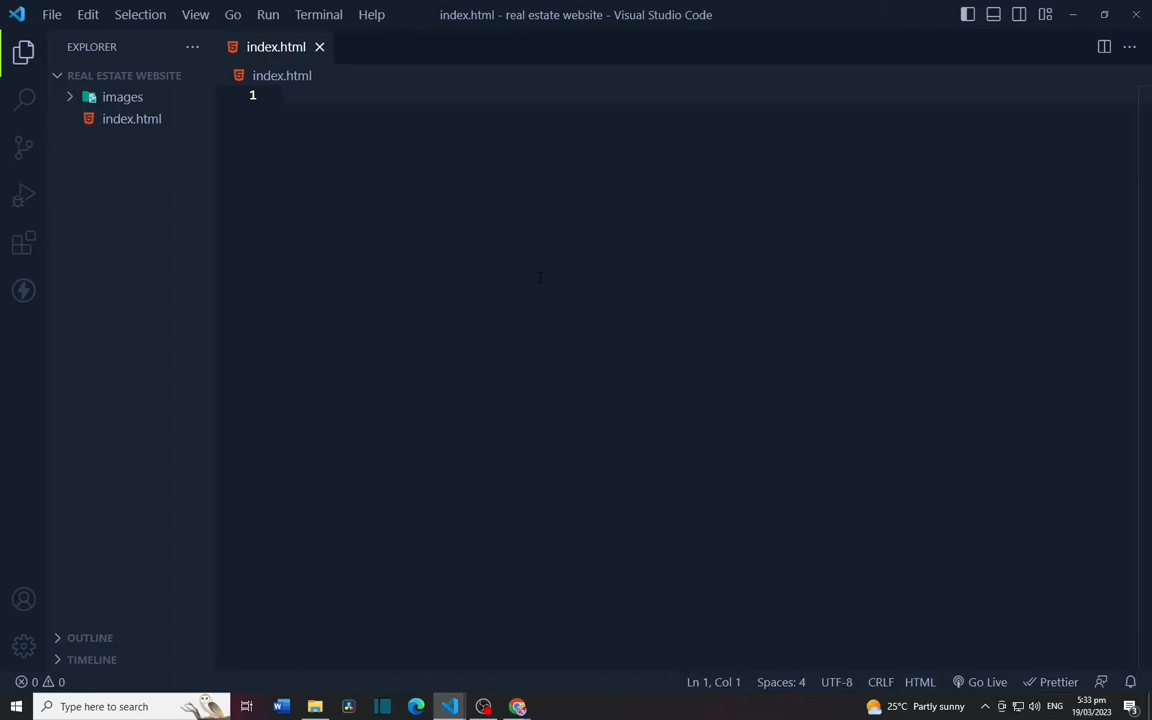 File Edit Selection View Go Run Terminal Help index.html - real estate website - Visual Studio Code
EXPLORER
index.html
REAL ESTATE WEBSITE
index.html
images
1
index.html
OUTLINE
TIMELINE
0 0
Ln 1, Col 1 Spaces: 4 UTF-8 CRLF HTML Go Live Prettier
Type here to search
25°C Partly sunny
ENG
5:33 pm
19/03/2023
3